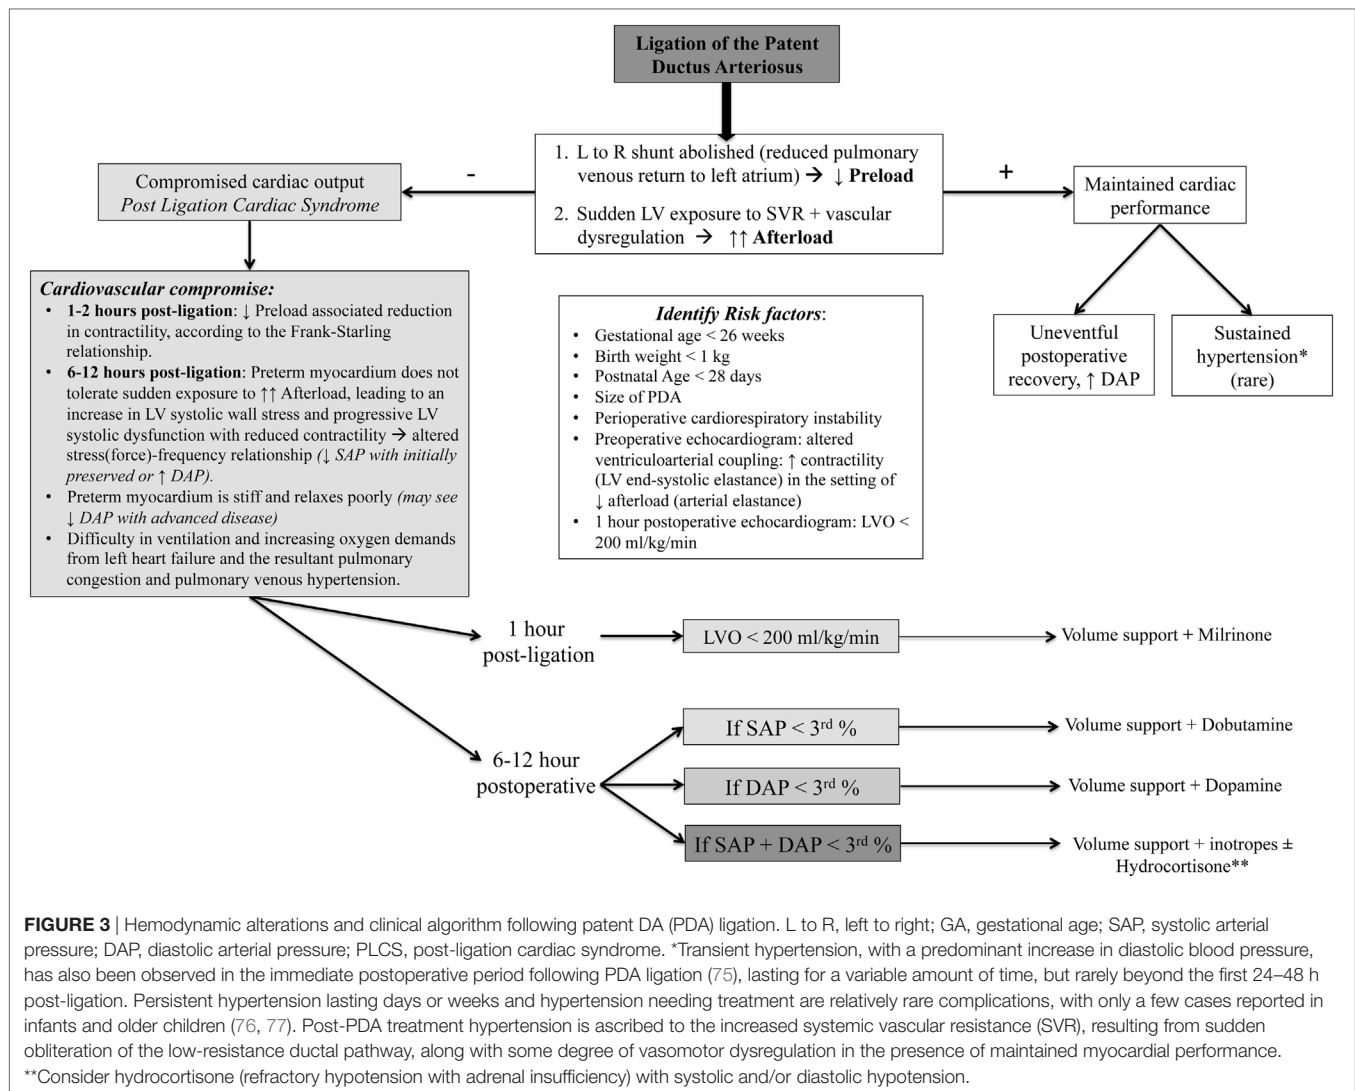 Ligation of the Patent
Ductus Arteriosus
1. L to R shunt abolished (reduced pulmonary
venous return to left atrium) → ↓ Preload
2. Sudden LV exposure to SVR + vascular
dysregulation → ↑↑ Afterload
-
+
Compromised cardiac output
Post Ligation Cardiac Syndrome
Maintained cardiac
performance
Cardiovascular compromise:
• 1-2 hours post-ligation: ↓ Preload associated reduction
in contractility, according to the Frank-Starling
relationship.
• 6-12 hours post-ligation: Preterm myocardium does not
tolerate sudden exposure to ↑↑ Afterload, leading to an
increase in LV systolic wall stress and progressive LV
systolic dysfunction with reduced contractility → altered
stress(force)-frequency relationship (↓ SAP with initially
preserved or ↑ DAP).
• Preterm myocardium is stiff and relaxes poorly (may see
↓ DAP with advanced disease)
• Difficulty in ventilation and increasing oxygen demands
from left heart failure and the resultant pulmonary
congestion and pulmonary venous hypertension.
Identify Risk factors:
• Gestational age < 26 weeks
• Birth weight < 1 kg
• Postnatal Age < 28 days
• Size of PDA
• Perioperative cardiorespiratory instability
• Preoperative echocardiogram: altered
ventriculoarterial coupling: ↑ contractility
(LV end-systolic elastance) in the setting of
↓ afterload (arterial elastance)
• 1 hour postoperative echocardiogram: LVO <
200 ml/kg/min
Uneventful
postoperative
recovery, ↑ DAP
Sustained
hypertension*
(rare)
1 hour
post-ligation
LVO < 200 ml/kg/min
Volume support + Milrinone
6-12 hour
postoperative
If SAP < 3rd %
Volume support + Dobutamine
If DAP < 3rd %
Volume support + Dopamine
If SAP + DAP < 3rd %
Volume support + inotropes ±
Hydrocortisone**
FIGURE 3 | Hemodynamic alterations and clinical algorithm following patent DA (PDA) ligation. L to R, left to right; GA, gestational age; SAP, systolic arterial
pressure; DAP, diastolic arterial pressure; PLCS, post-ligation cardiac syndrome. *Transient hypertension, with a predominant increase in diastolic blood pressure,
has also been observed in the immediate postoperative period following PDA ligation (75), lasting for a variable amount of time, but rarely beyond the first 24–48 h
post-ligation. Persistent hypertension lasting days or weeks and hypertension needing treatment are relatively rare complications, with only a few cases reported in
infants and older children (76, 77). Post-PDA treatment hypertension is ascribed to the increased systemic vascular resistance (SVR), resulting from sudden
obliteration of the low-resistance ductal pathway, along with some degree of vasomotor dysregulation in the presence of maintained myocardial performance.
**Consider hydrocortisone (refractory hypotension with adrenal insufficiency) with systolic and/or diastolic hypotension.